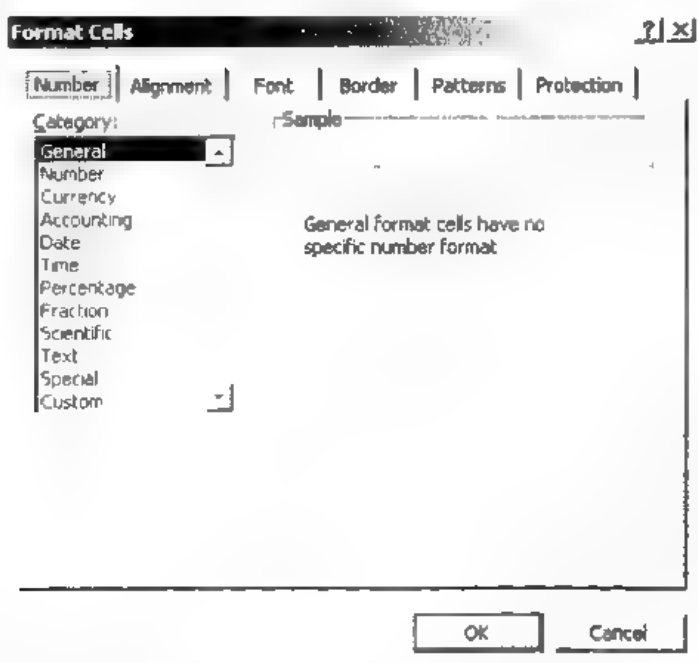 Format Cells
Number Alignment Font Border Patterns Protection
Category: Sample
General
Number
Currency
Accounting
Date
Time
Percentage
Fraction
Scientific
Text
Special
Custom
General format cells have no
specific number format
OK Cancel